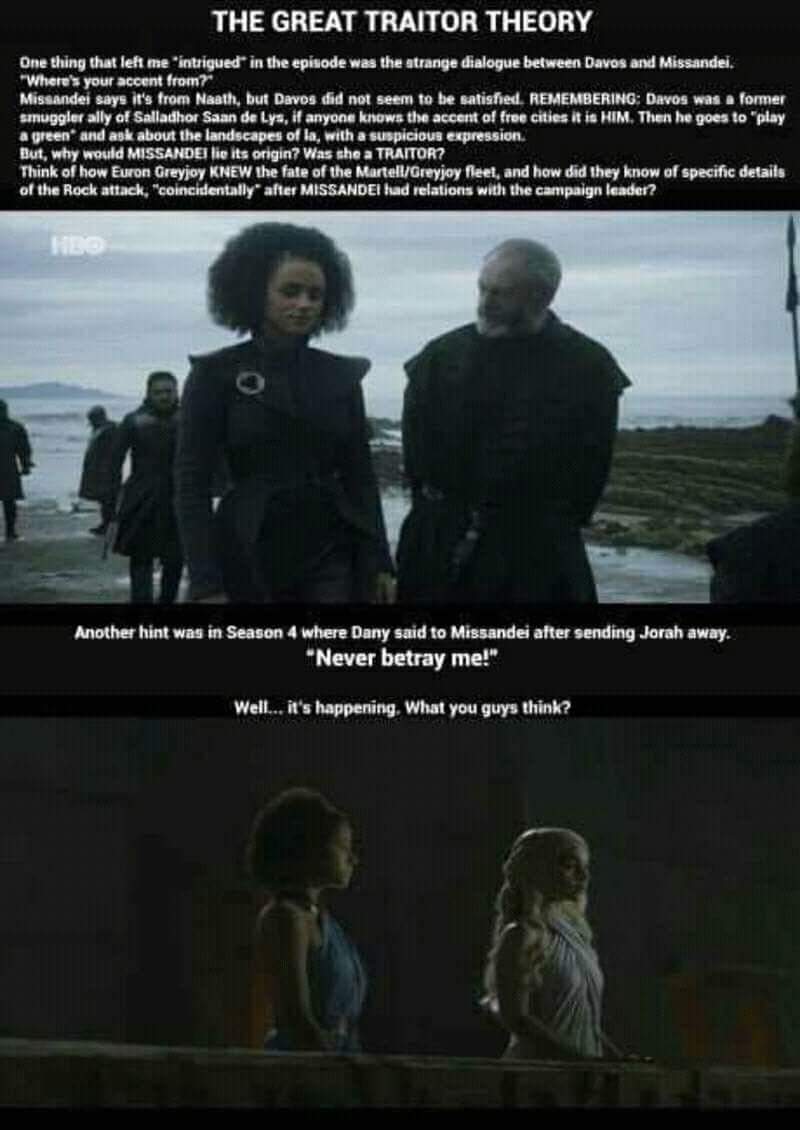 THE GREAT TRAITOR THEORY
One thing that left me "intrigued" in the episode was the strange dialogue between Davos and Missandei.
"Where's your accent from?"
Missandei says it's from Naath, but Davos did not seem to be satisfied. REMEMBERING: Davos was a former
smuggler ally of Salladhor Saan de Lys, if anyone knows the accent of free cities it is HIM. Then he goes to "play
a green" and ask about the landscapes of la, with a suspicious expression.
But, why would MISSANDEI lie its origin? Was she a TRAITOR?
Think of how Euron Greyjoy KNEW the fate of the Martell/Greyjoy fleet, and how did they know of specific details
of the Rock attack, "coincidentally" after MISSANDEI had relations with the campaign leader?
HBO
Another hint was in Season 4 where Dany said to Missandei after sending Jorah away.
"Never betray me!"
Well... it's happening. What you guys think?